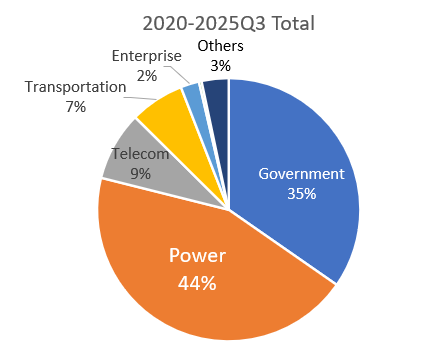 2020-2025Q3 Total
Others
3%
Enterprise
2%
Transportation
7%
Telecom
9%
Government
35%
Power
44%